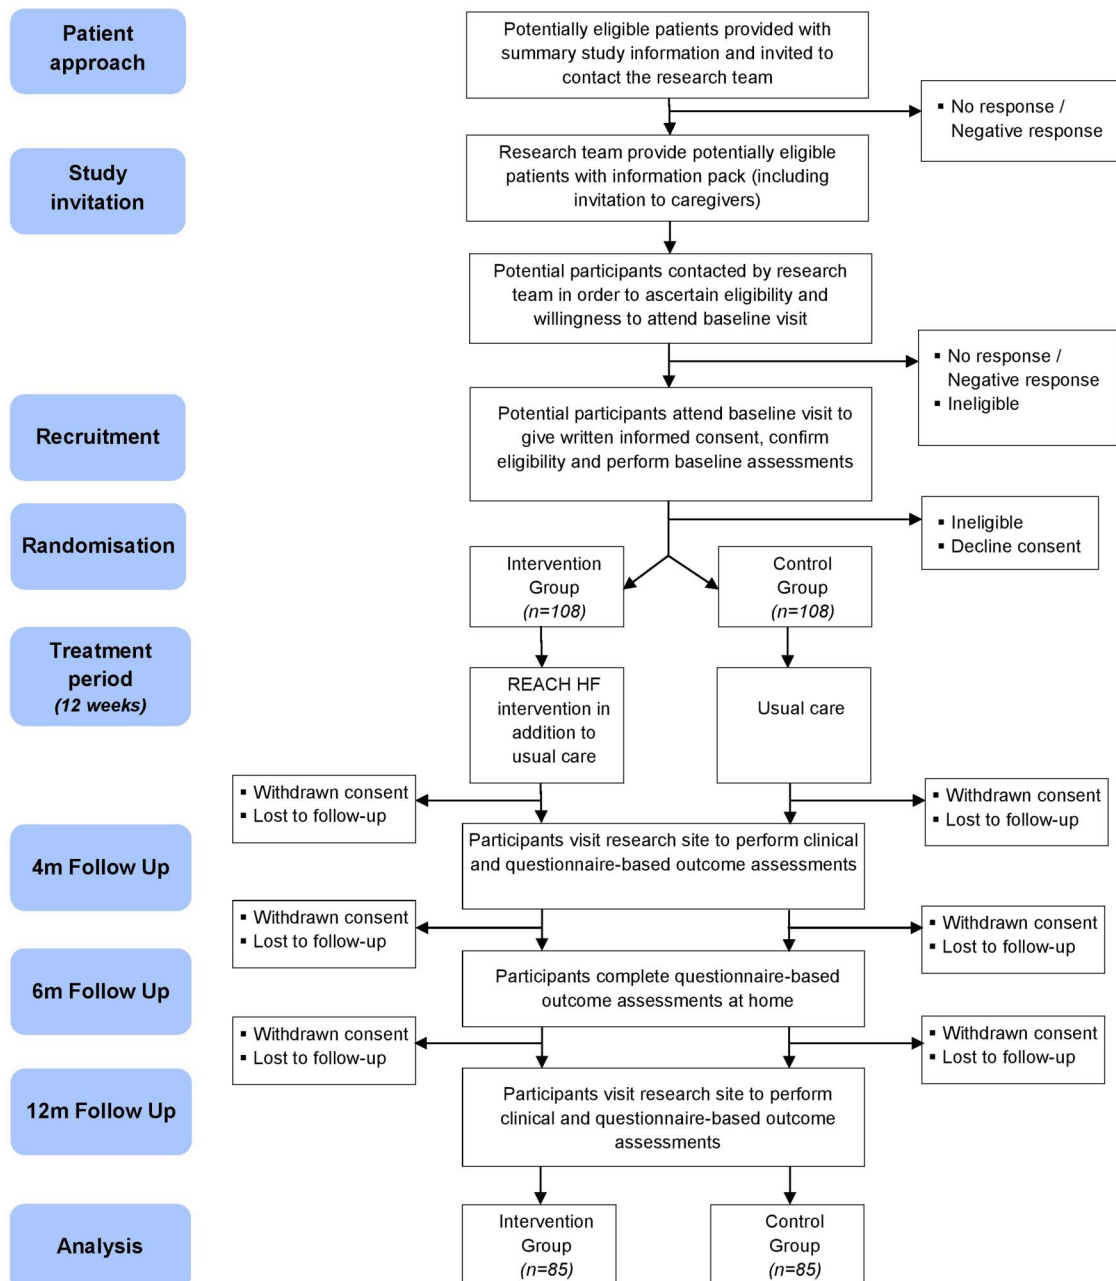 Patient
approach
Potentially eligible patients provided with
summary study information and invited to
contact the research team
▪ No response /
Negative response
Study
invitation
Research team provide potentially eligible
patients with information pack (including
invitation to caregivers)
Potential participants contacted by research
team in order to ascertain eligibility and
willingness to attend baseline visit
▪ No response /
Negative response
▪ Ineligible
Recruitment
Potential participants attend baseline visit to
give written informed consent, confirm
eligibility and perform baseline assessments
Randomisation
▪ Ineligible
▪ Decline consent
Intervention
Group
(n=108)
Control
Group
(n=108)
Treatment
period
(12 weeks)
REACH HF
intervention in
addition to
usual care
Usual care
▪ Withdrawn consent
▪ Lost to follow-up
▪ Withdrawn consent
▪ Lost to follow-up
4m Follow Up
Participants visit research site to perform clinical
and questionnaire-based outcome assessments
▪ Withdrawn consent
▪ Lost to follow-up
▪ Withdrawn consent
▪ Lost to follow-up
6m Follow Up
Participants complete questionnaire-based
outcome assessments at home
▪ Withdrawn consent
▪ Lost to follow-up
▪ Withdrawn consent
▪ Lost to follow-up
12m Follow Up
Participants visit research site to perform
clinical and questionnaire-based outcome
assessments
Analysis
Intervention
Group
(n=85)
Control
Group
(n=85)